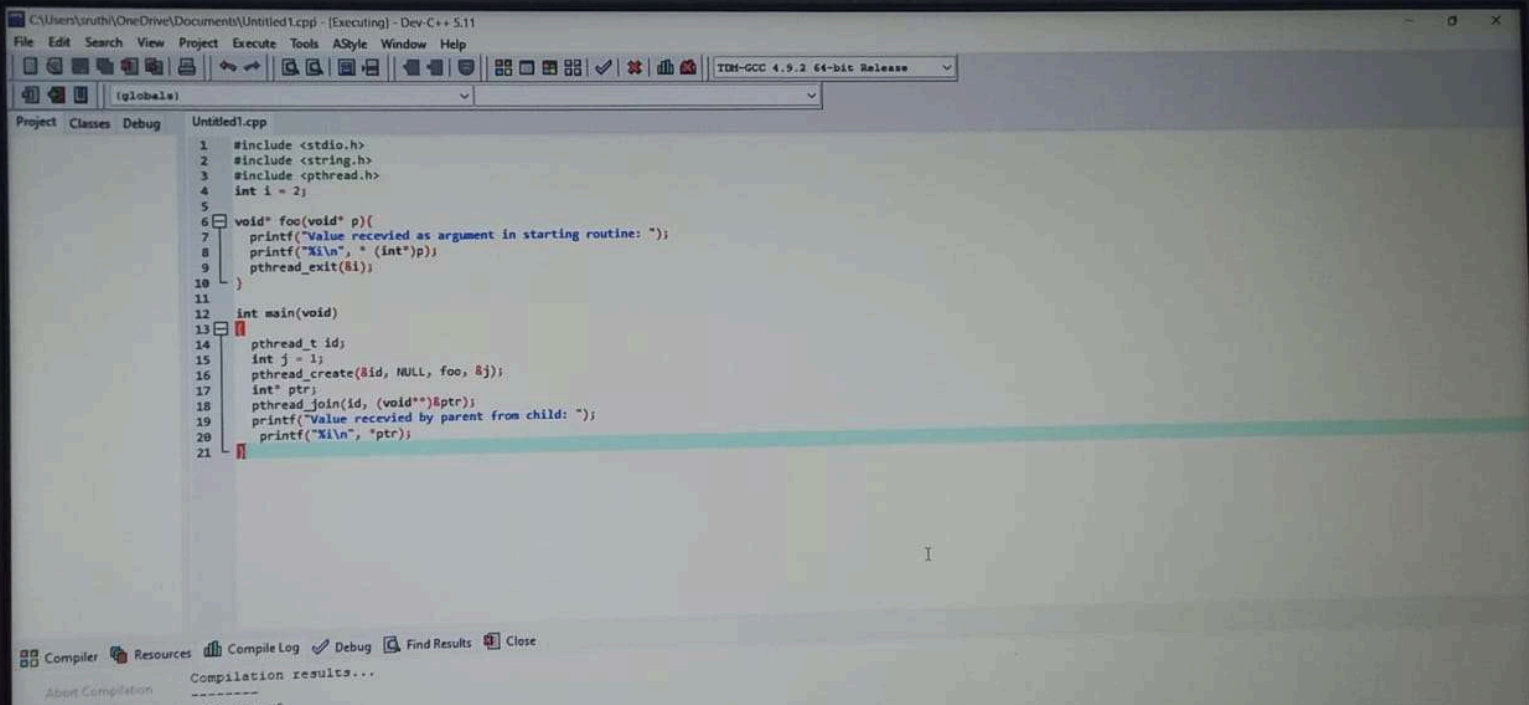 C:\Users\sruthi\OneDrive\Documents\Untitled1.cpp - [Executing] - Dev-C++ 5.11
File Edit Search View Project Execute Tools AStyle Window Help
TDM-GCC 4.9.2 64-bit Release
(globals)
Project Classes Debug Untitled1.cpp
1 #include <stdio.h>
2 #include <string.h>
3 #include <pthread.h>
4 int i = 2;
5
6 void* foo(void* p){
7 printf("Value recevied as argument in starting routine: ");
8 printf("%i\n", * (int*)p);
9 pthread_exit(&i);
10 }
11
12 int main(void)
13 {
14 pthread_t id;
15 int j = 1;
16 pthread_create(&id, NULL, foo, &j);
17 int* ptr;
18 pthread_join(id, (void**)&ptr);
19 printf("Value recevied by parent from child: ");
20 printf("%i\n", *ptr);
21 }
Compiler Resources Compile Log Debug Find Results Close
Abort Compilation Compilation results...
--------